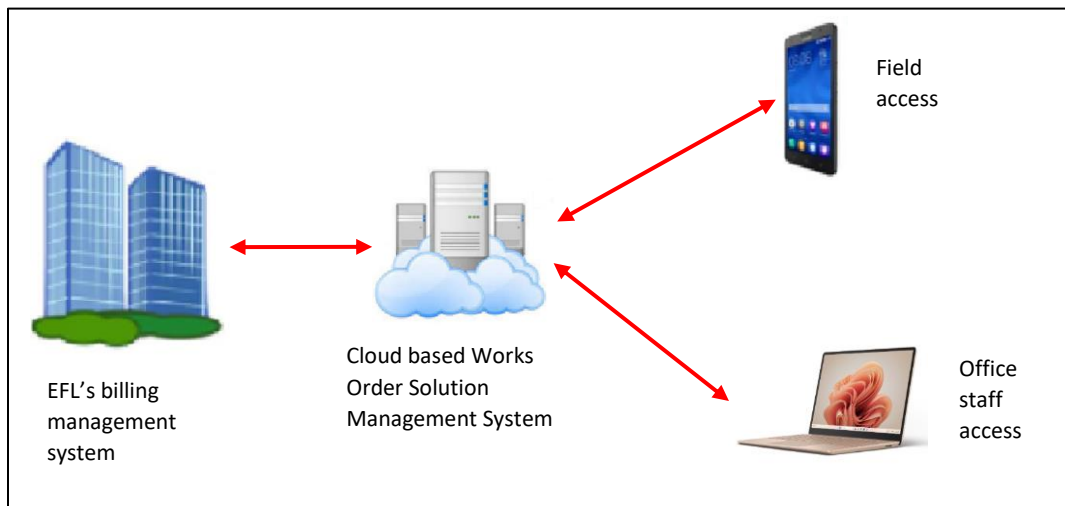 Field
access
EFL’s billing
management
system
Cloud based Works
Order Solution
Management System
Office
staff
access